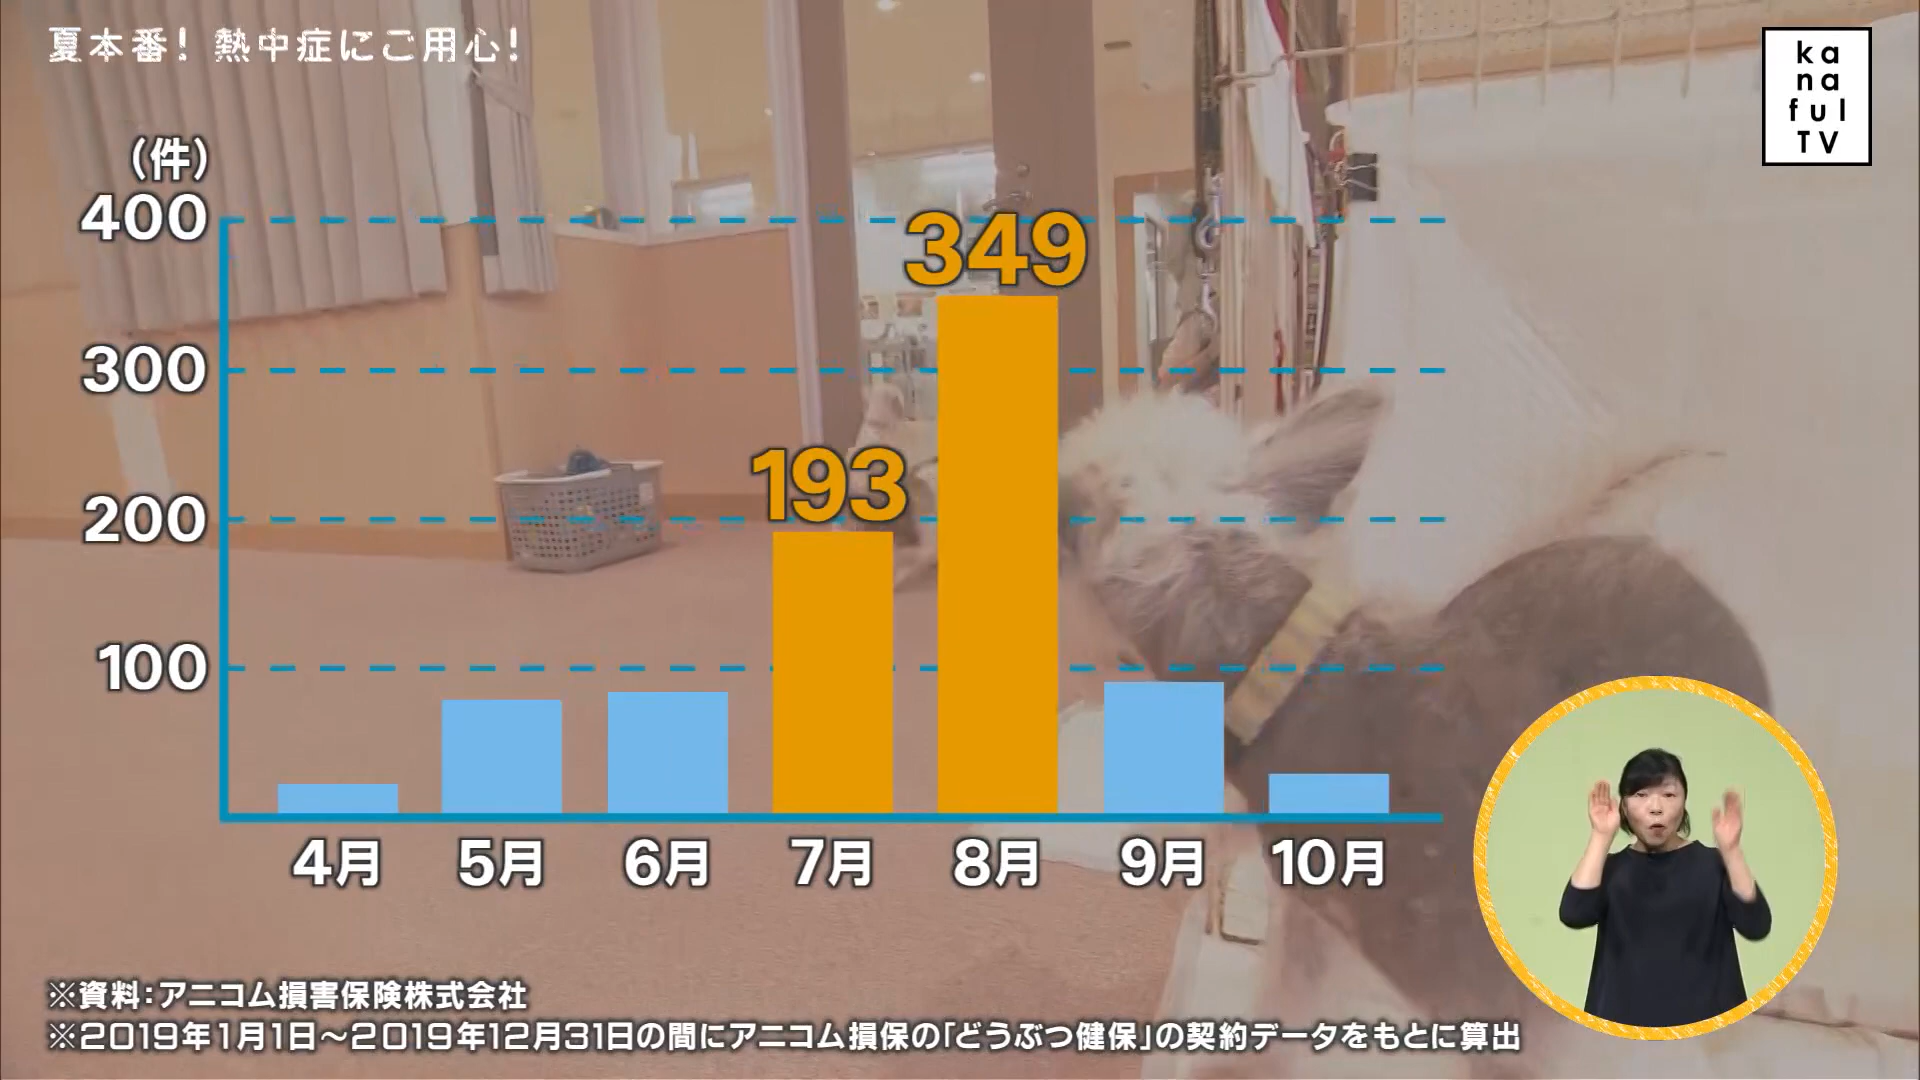 夏本番！ 熱中症にご用心！
ka
na
ful
TV
（件）
400
349
300
193
200
100
4月 5月 6月 7月 8月 9月 10月
※資料：アニコム損害保険株式会社
※2019年1月1日～2019年12月31日の間にアニコム損保の「どうぶつ健保」の契約データをもとに算出